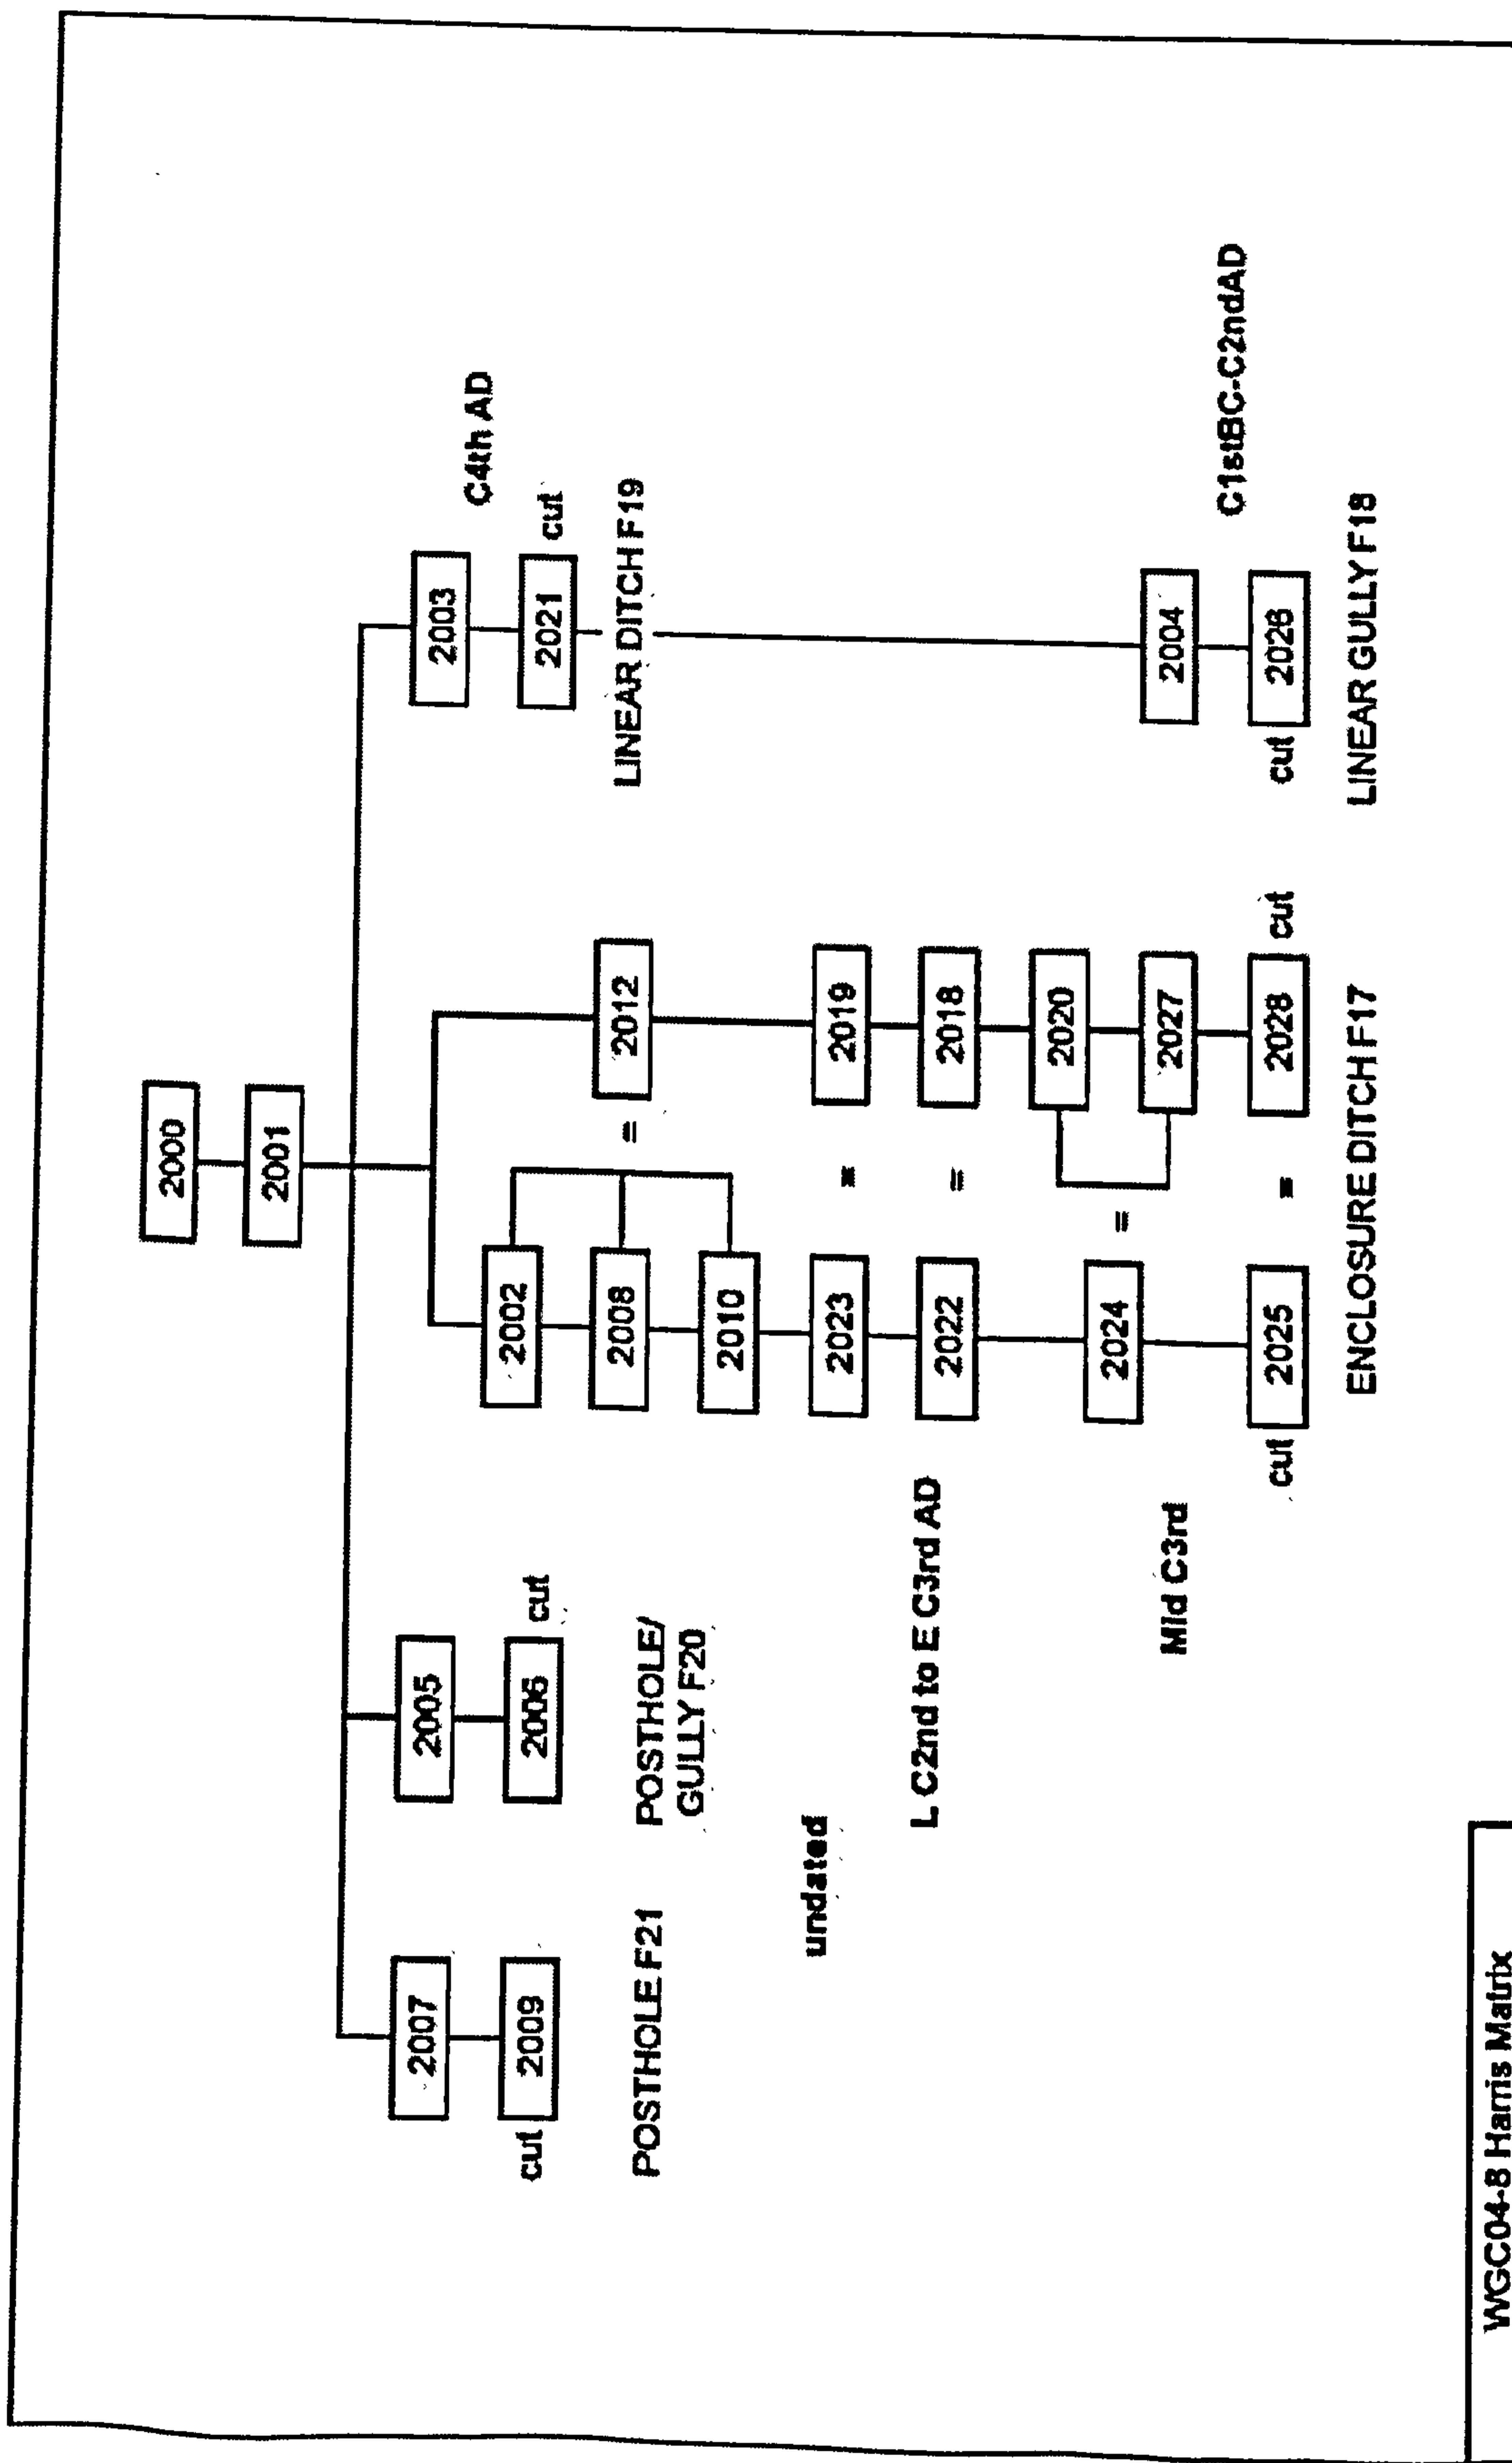 2000
2001
2007
2005
2003
C4th AD
cut 2009
2006 cut
2002
2021 cut
POSTHOLE F21
POSTHOLE/
GULLY F20
2008
=
2012
LINEAR DITCH F19
2010
undated
2023
=
2019
L C2nd to E C3rd AD
2022
=
2018
Mid C3rd
2024
=
2020
2027
2004
C1stBC-C2ndAD
cut 2025
=
2028 cut
cut 2026
ENCLOSURE DITCH F17
LINEAR GULLY F18
WGC04-8 Harris Matrix